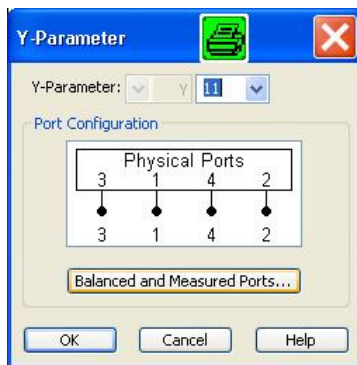 Y-Parameter
Y-Parameter: Y 11
Port Configuration
Physical Ports
3 1 4 2
3 1 4 2
Balanced and Measured Ports...
OK Cancel Help